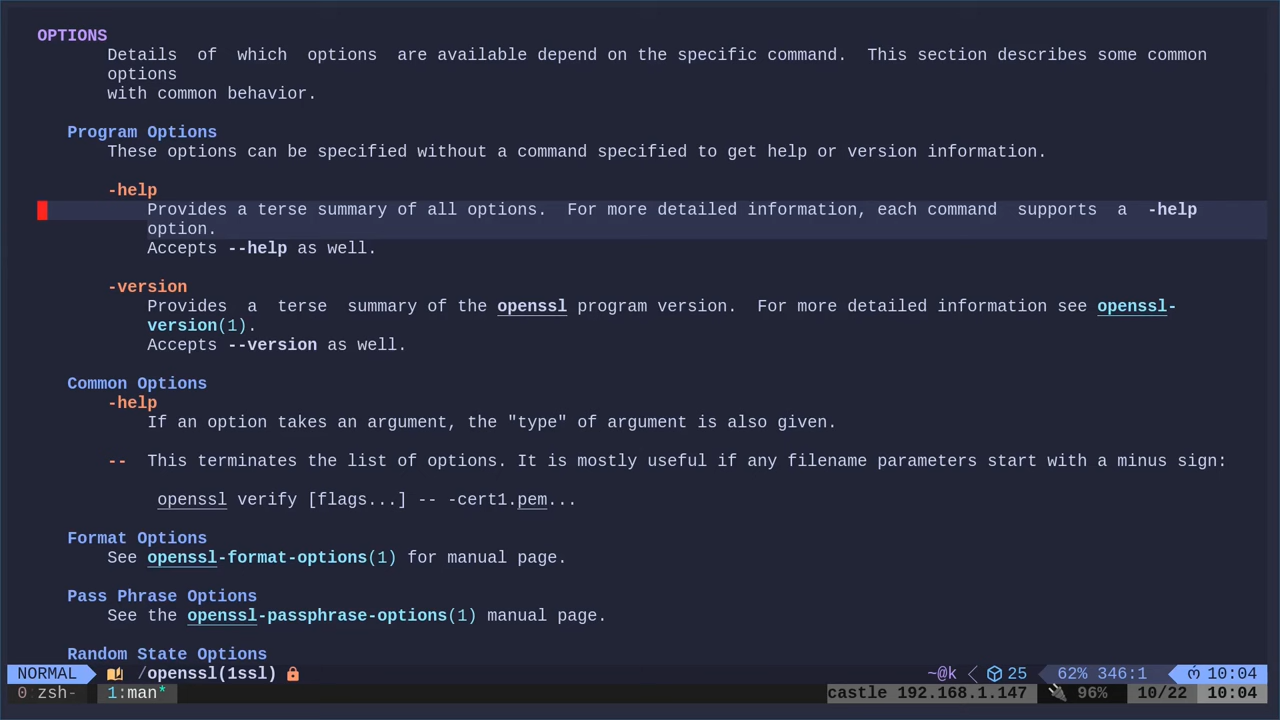 OPTIONS
Details of which options are available depend on the specific command. This section describes some common
options
with common behavior.
Program Options
These options can be specified without a command specified to get help or version information.
-help
Provides a terse summary of all options. For more detailed information, each command supports a -help
option.
Accepts --help as well.
-version
Provides a terse summary of the openssl program version. For more detailed information see openssl-
version(1).
Accepts --version as well.
Common Options
-help
If an option takes an argument, the "type" of argument is also given.
-- This terminates the list of options. It is mostly useful if any filename parameters start with a minus sign:
openssl verify [flags...] -- -cert1.pem...
Format Options
See openssl-format-options(1) for manual page.
Pass Phrase Options
See the openssl-passphrase-options(1) manual page.
Random State Options
NORMAL /openssl(1ssl) ~@k 25 62% 346:1 10:04
0:zsh- 1:man* castle 192.168.1.147 96% 10/22 10:04